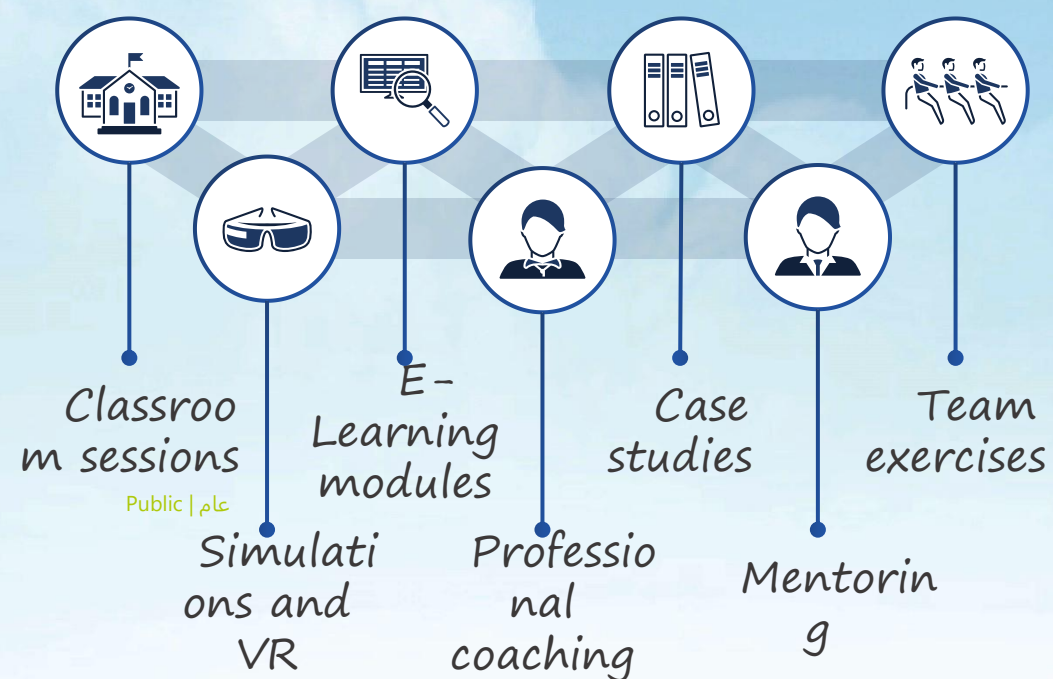 Classroo
m sessions
E-
Learning
modules
Case
studies
Team
exercises
Public | عام
Simulati
ons and
VR
Professio
nal
coaching
Mentorin
g